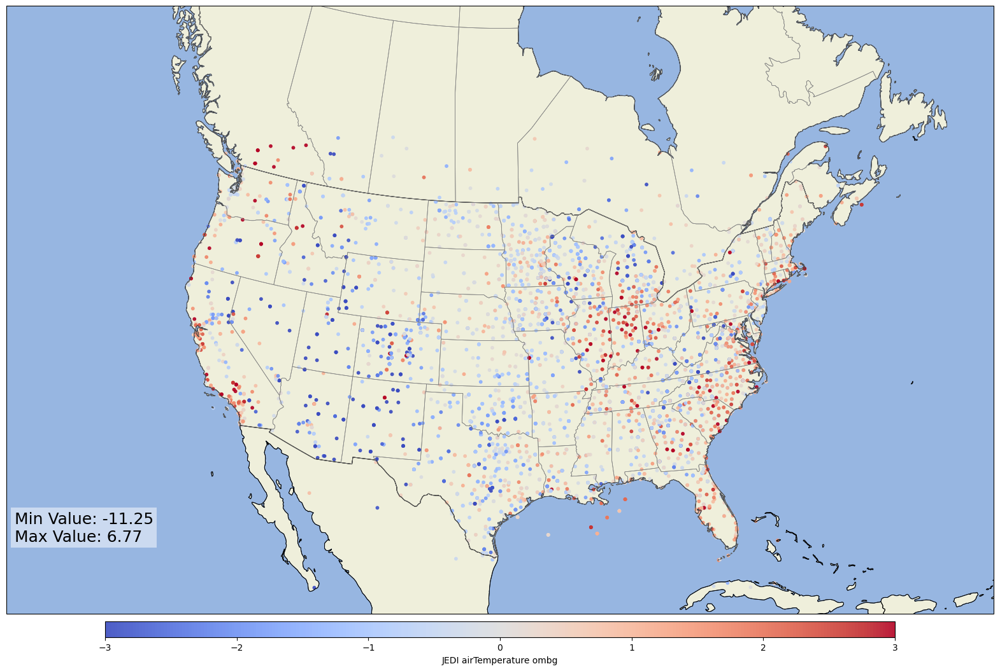 Min Value: -11.25
Max Value: 6.77
−3 −2 −1 0 1 2 3
JEDI airTemperature ombg